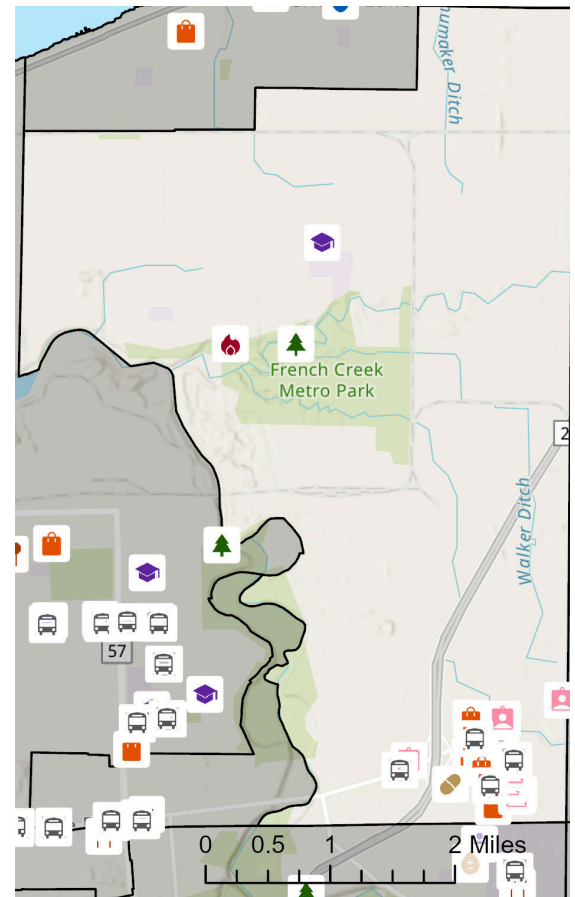 umaker Ditch
French Creek
Metro Park
2
Walker Ditch
57
0 0.5 1 2 Miles